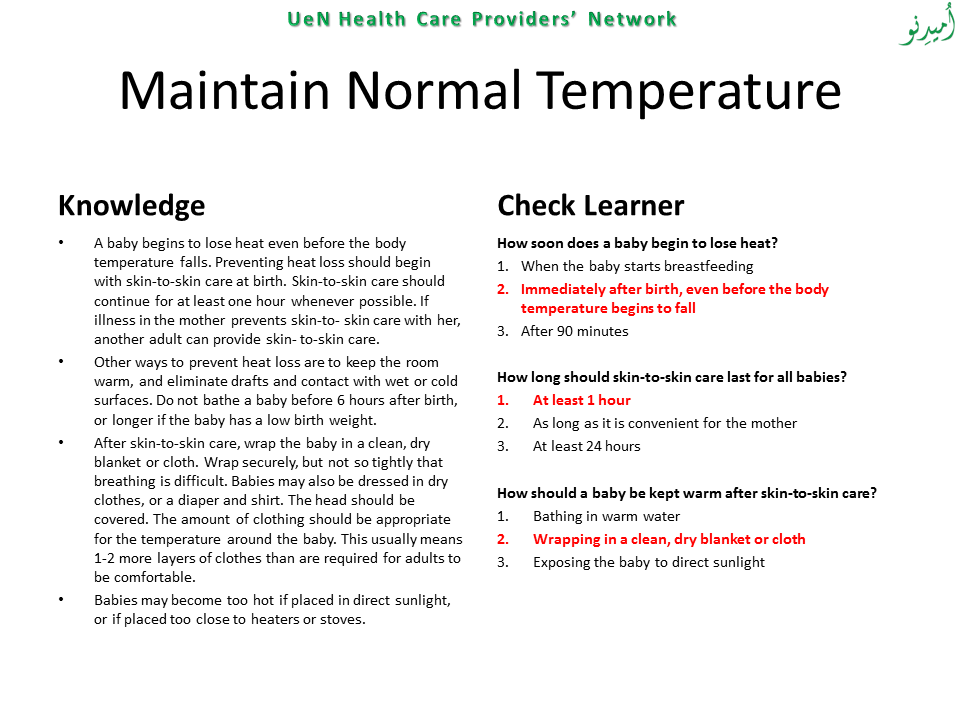 UeN Health Care Providers’ Network
اُمیدِنو
Maintain Normal Temperature
Knowledge
• A baby begins to lose heat even before the body
temperature falls. Preventing heat loss should begin
with skin-to-skin care at birth. Skin-to-skin care should
continue for at least one hour whenever possible. If
illness in the mother prevents skin-to- skin care with her,
another adult can provide skin- to-skin care.
• Other ways to prevent heat loss are to keep the room
warm, and eliminate drafts and contact with wet or cold
surfaces. Do not bathe a baby before 6 hours after birth,
or longer if the baby has a low birth weight.
• After skin-to-skin care, wrap the baby in a clean, dry
blanket or cloth. Wrap securely, but not so tightly that
breathing is difficult. Babies may also be dressed in dry
clothes, or a diaper and shirt. The head should be
covered. The amount of clothing should be appropriate
for the temperature around the baby. This usually means
1-2 more layers of clothes than are required for adults to
be comfortable.
• Babies may become too hot if placed in direct sunlight,
or if placed too close to heaters or stoves.
Check Learner
How soon does a baby begin to lose heat?
1. When the baby starts breastfeeding
2. Immediately after birth, even before the body
temperature begins to fall
3. After 90 minutes
How long should skin-to-skin care last for all babies?
1. At least 1 hour
2. As long as it is convenient for the mother
3. At least 24 hours
How should a baby be kept warm after skin-to-skin care?
1. Bathing in warm water
2. Wrapping in a clean, dry blanket or cloth
3. Exposing the baby to direct sunlight